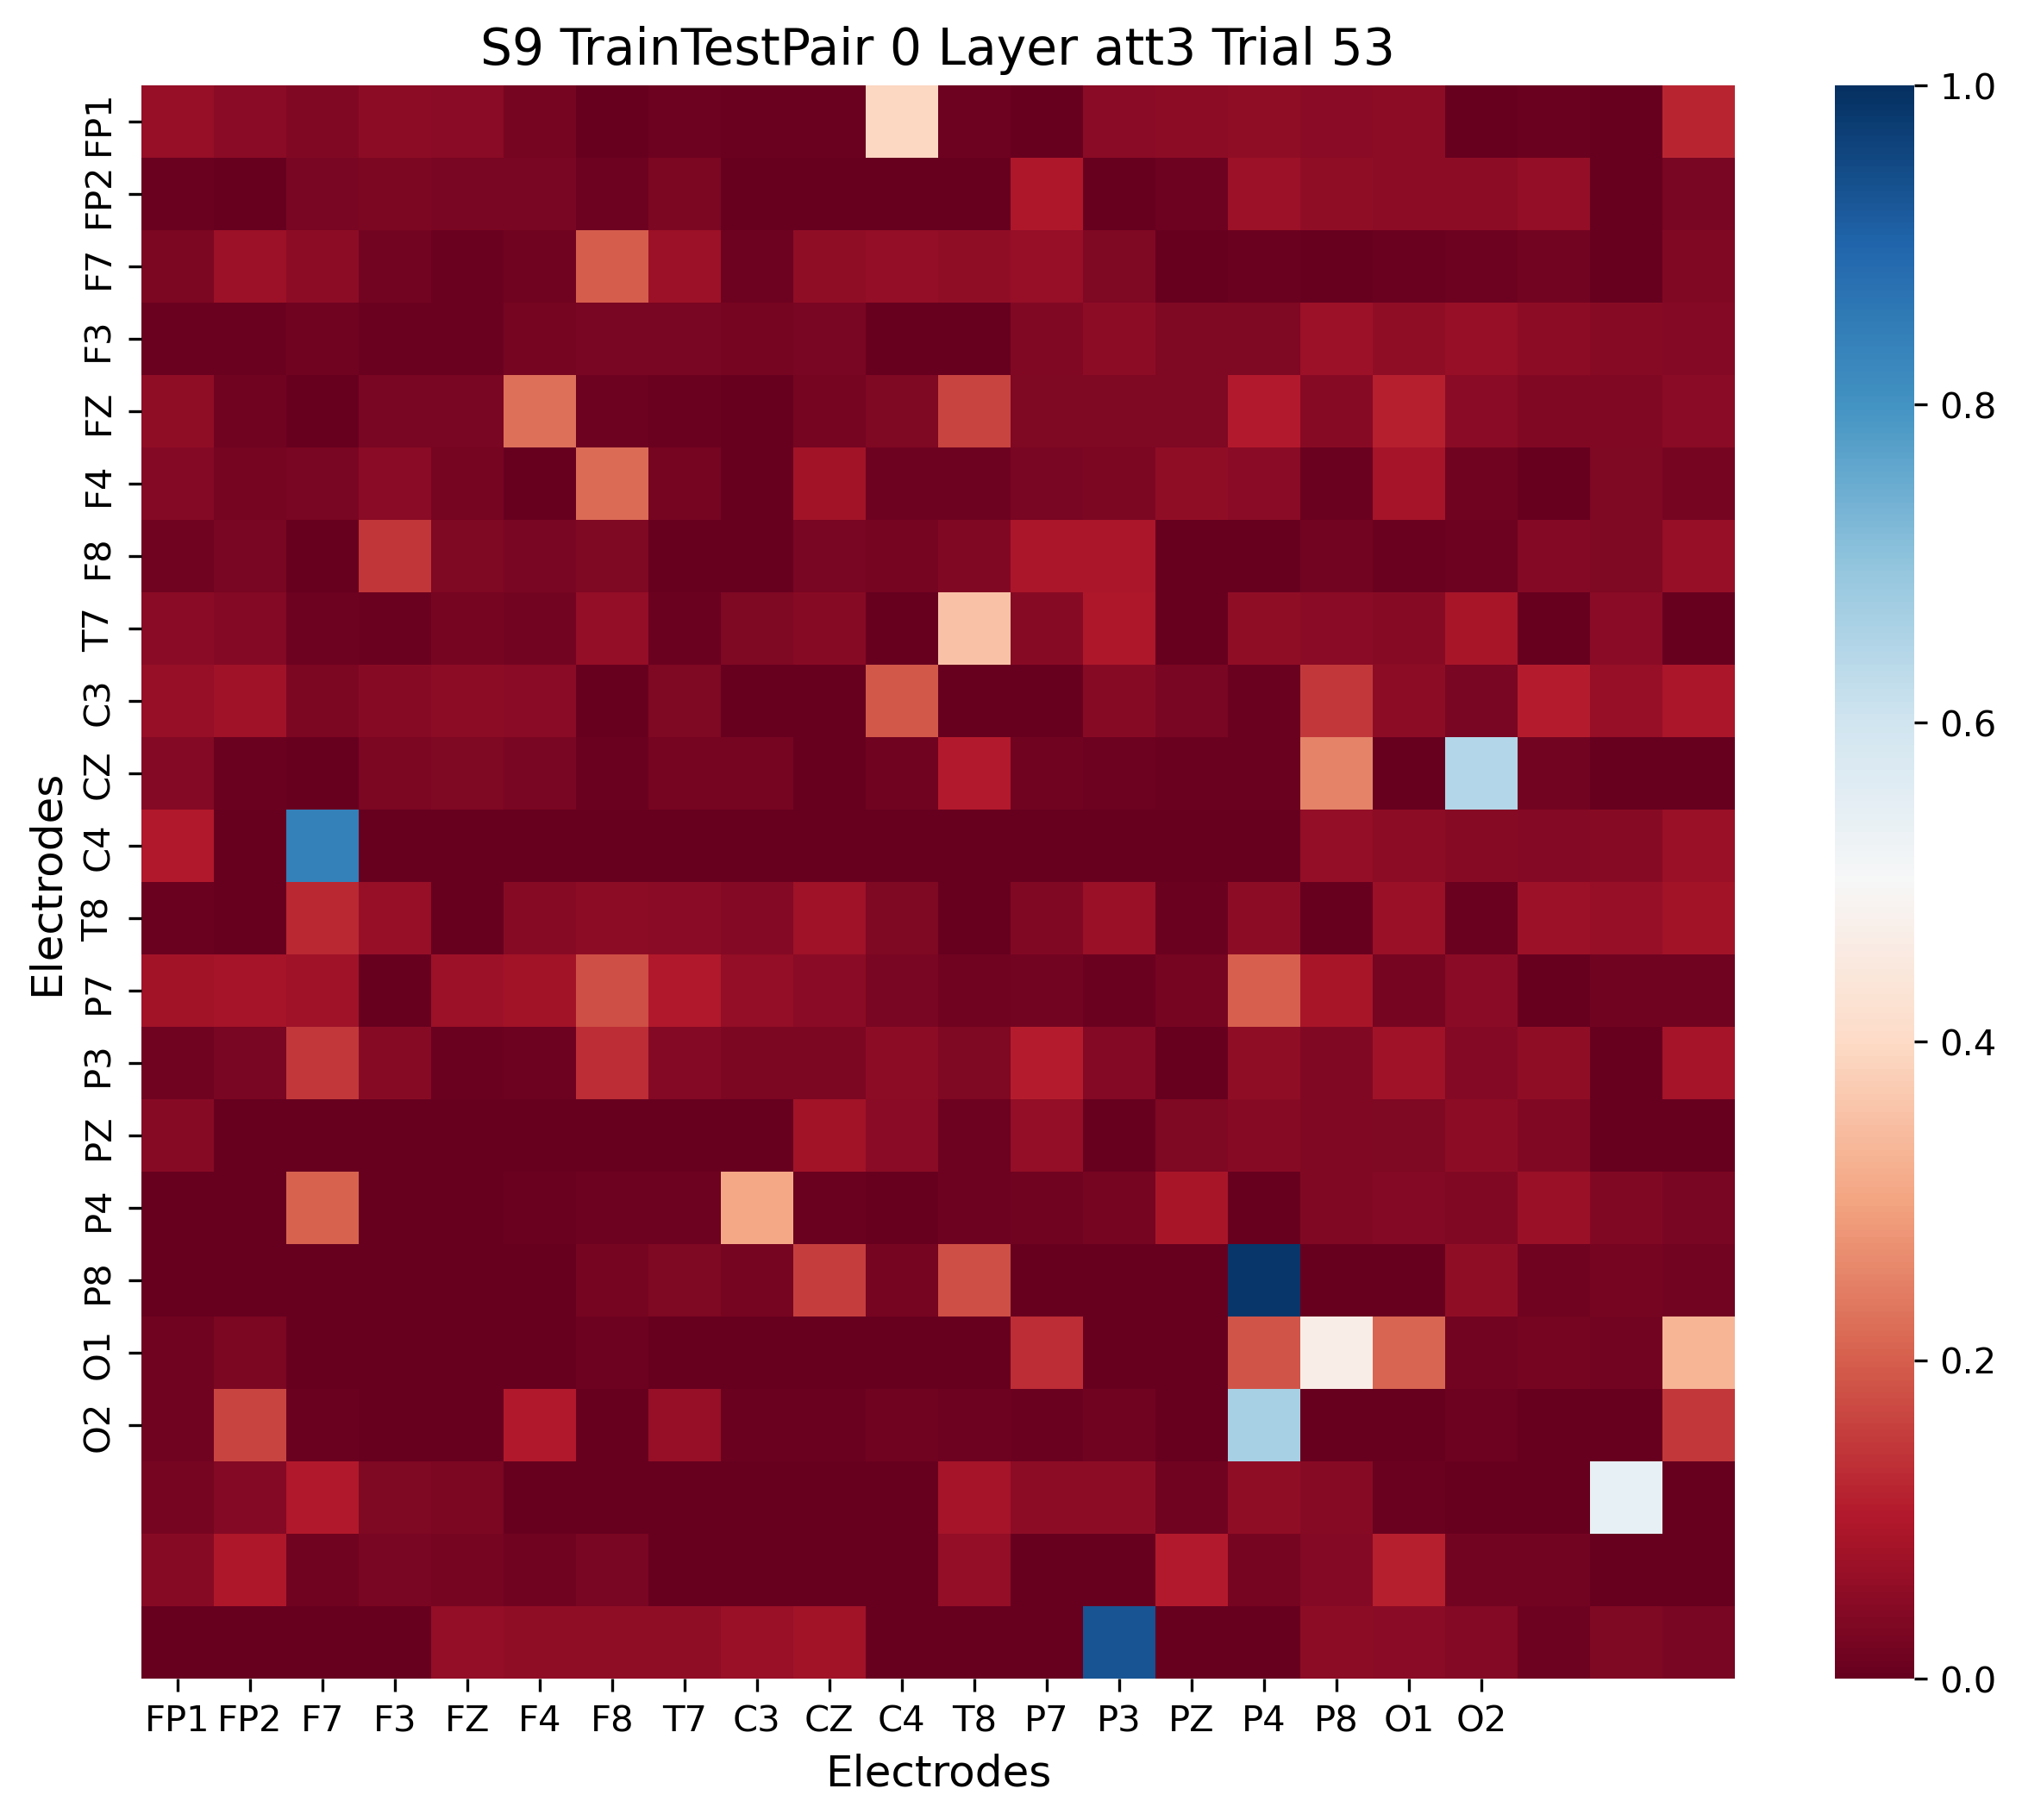 S9 TrainTestPair 0 Layer att3 Trial 53
Electrodes
FP1
FP2
F7
F3
FZ
F4
F8
T7
C3
CZ
C4
T8
P7
P3
PZ
P4
P8
O1
O2
FP1 FP2 F7 F3 FZ F4 F8 T7 C3 CZ C4 T8 P7 P3 PZ P4 P8 O1 O2
Electrodes
1.0
0.8
0.6
0.4
0.2
0.0